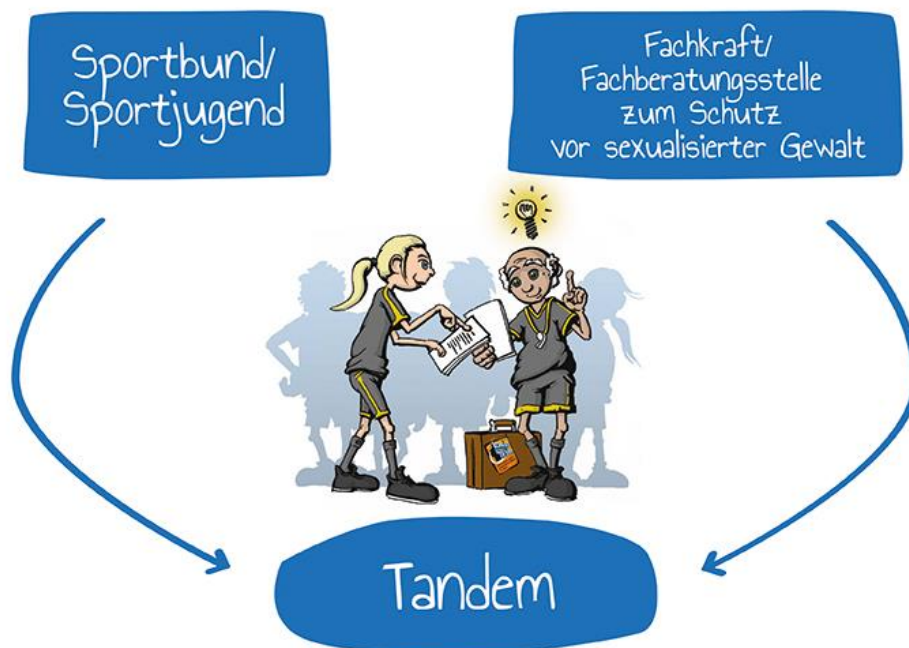 Sportbund/
Sportjugend
Fachkraft/
Fachberatungsstelle
zum Schutz
vor sexualisierter Gewalt
Tandem